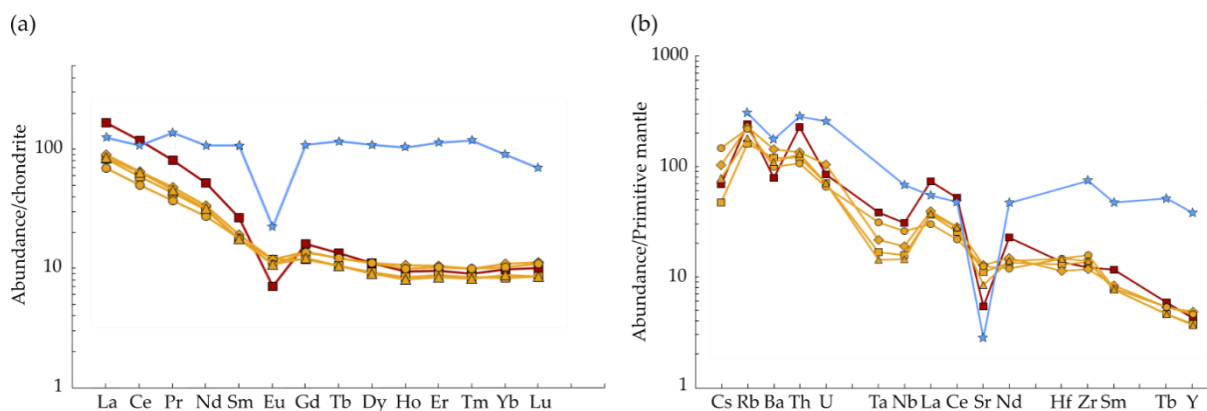 (a)
Abundance/chondrite
100
10
1
La Ce Pr Nd Sm Eu Gd Tb Dy Ho Er Tm Yb Lu
(b)
Abundance/Primitive mantle
1000
100
10
1
Cs Rb Ba Th U Ta Nb La Ce Sr Nd Hf Zr Sm Tb Y